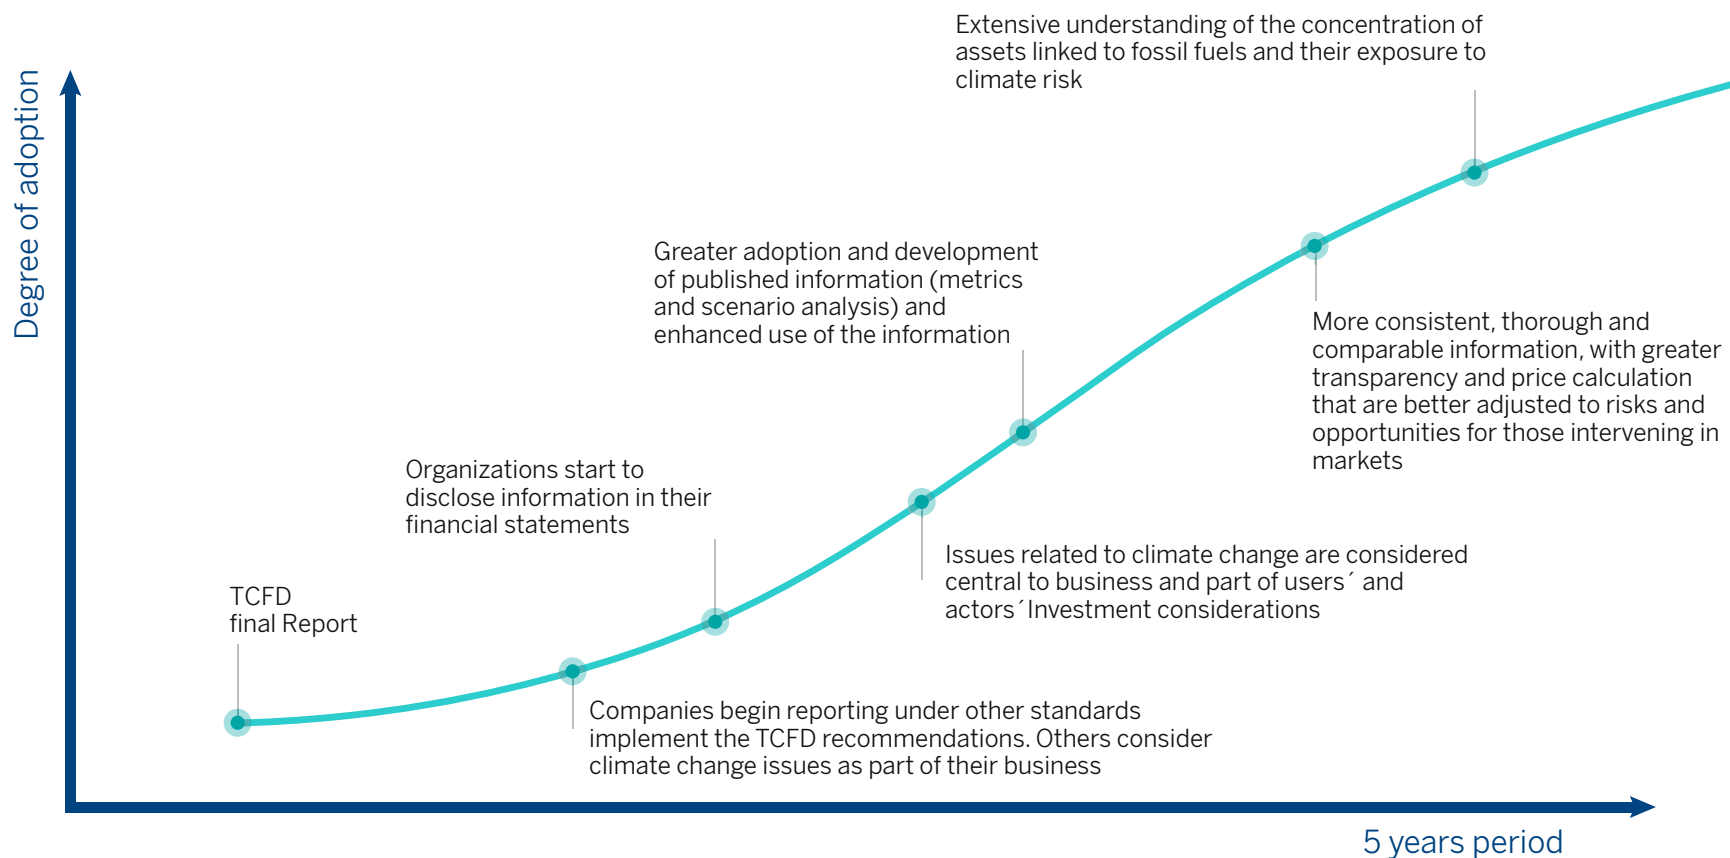 Extensive understanding of the concentration of
assets linked to fossil fuels and their exposure to
climate risk
Degree of adoption
Greater adoption and development
of published information (metrics
and scenario analysis) and
enhanced use of the information
More consistent, thorough and
comparable information, with greater
transparency and price calculation
that are better adjusted to risks and
opportunities for those intervening in
markets
Organizations start to
disclose information in their
financial statements
Issues related to climate change are considered
central to business and part of users´ and
actors´Investment considerations
TCFD
final Report
Companies begin reporting under other standards
implement the TCFD recommendations. Others consider
climate change issues as part of their business
5 years period